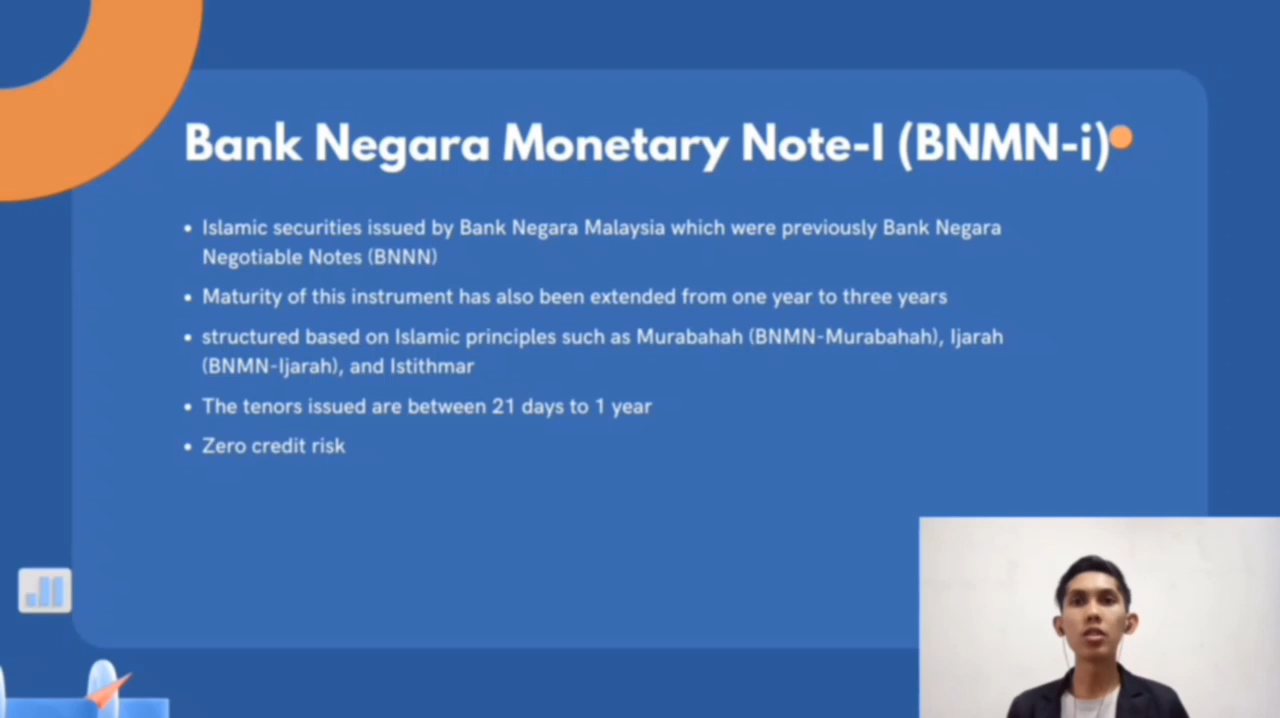 Bank Negara Monetary Note-I (BNMN-i)
• Islamic securities issued by Bank Negara Malaysia which were previously Bank Negara
Negotiable Notes (BNNN)
• Maturity of this instrument has also been extended from one year to three years
• structured based on Islamic principles such as Murabahah (BNMN-Murabahah), Ijarah
(BNMN-Ijarah), and Istithmar
• The tenors issued are between 21 days to 1 year
• Zero credit risk